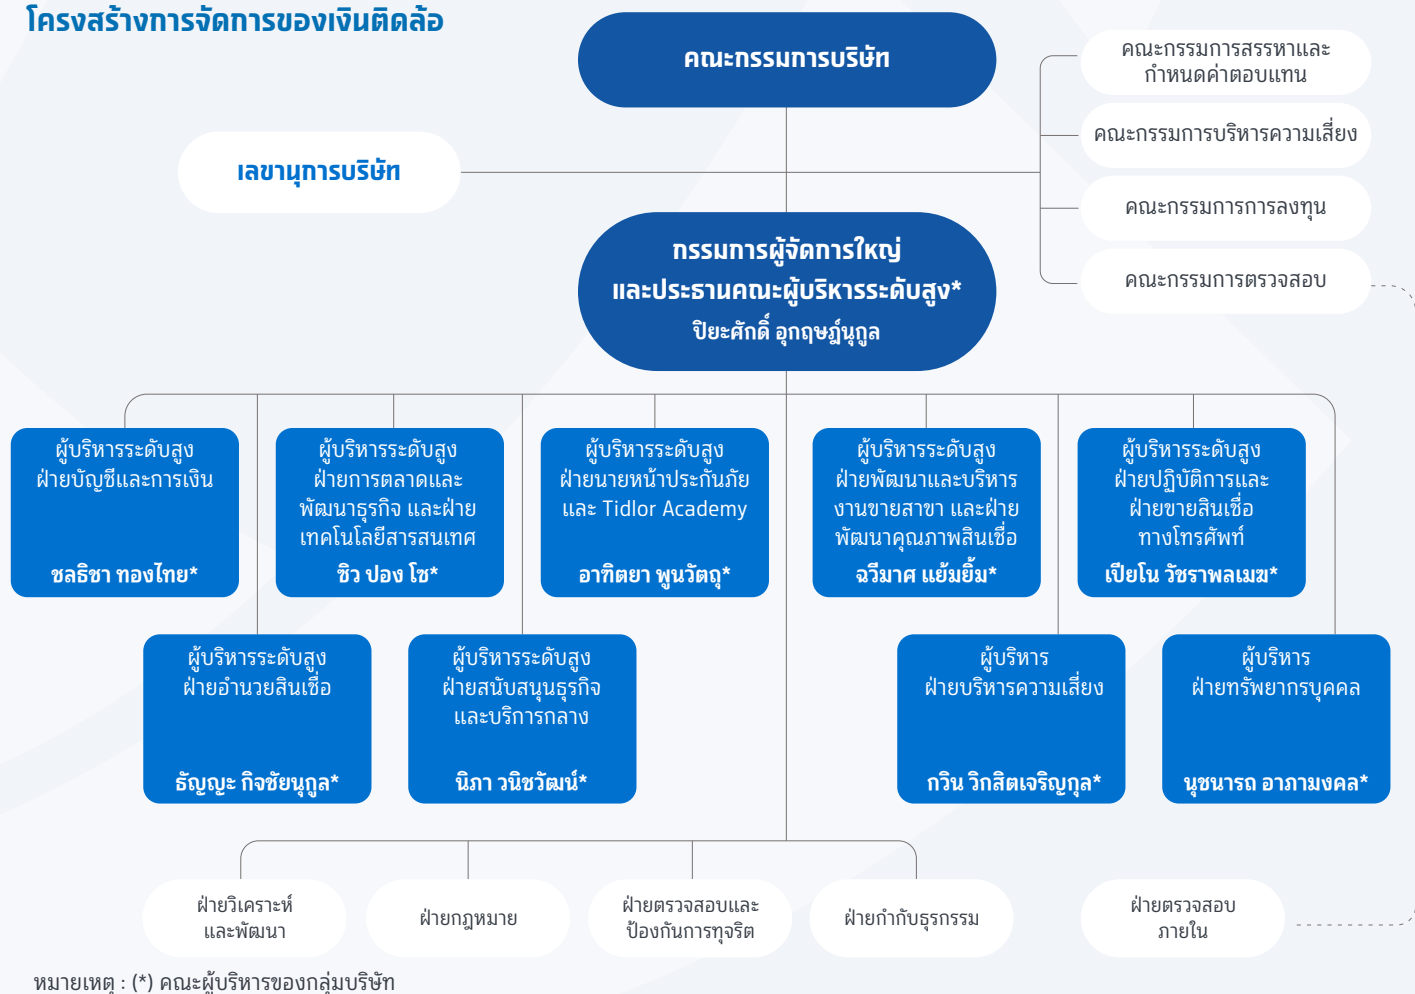 โครงสร้างการจัดการของเงินติดล้อ
คณะกรรมการบริษัท
คณะกรรมการสรรหาและ
กำหนดค่าตอบแทน
คณะกรรมการบริหารความเสี่ยง
เลขานุการบริษัท
คณะกรรมการการลงทุน
คณะกรรมการตรวจสอบ
กรรมการผู้จัดการใหญ่
และประธานคณะผู้บริหารระดับสูง*
ปิยะศักดิ์ อุกฤษฎ์นุกูล
ผู้บริหารระดับสูง
ฝ่ายบัญชีและการเงิน
ชลธิชา ทองไทย*
ผู้บริหารระดับสูง
ฝ่ายการตลาดและ
พัฒนาธุรกิจ และฝ่าย
เทคโนโลยีสารสนเทศ
ซิว ปอง โซ*
ผู้บริหารระดับสูง
ฝ่ายนายหน้าประกันภัย
และ Tidlor Academy
อาฑิตยา พูนวัตถุ*
ผู้บริหารระดับสูง
ฝ่ายพัฒนาและบริหาร
งานขายสาขา และฝ่าย
พัฒนาคุณภาพสินเชื่อ
ฉวีมาศ แย้มยิ้ม*
ผู้บริหารระดับสูง
ฝ่ายปฏิบัติการและ
ฝ่ายขายสินเชื่อ
ทางโทรศัพท์
เปียโน วัชราพลเมฆ*
ผู้บริหารระดับสูง
ฝ่ายอำนวยสินเชื่อ
ธัญญะ กิจชัยนุกูล*
ผู้บริหารระดับสูง
ฝ่ายสนับสนุนธุรกิจ
และบริการกลาง
นิภา วนิชวัฒน์*
ผู้บริหาร
ฝ่ายบริหารความเสี่ยง
กวิน วิกสิตเจริญกุล*
ผู้บริหาร
ฝ่ายทรัพยากรบุคคล
นุชนารถ อาภามงคล*
ฝ่ายวิเคราะห์
และพัฒนา
ฝ่ายกฎหมาย
ฝ่ายตรวจสอบและ
ป้องกันการทุจริต
ฝ่ายกำกับธุรกรรม
ฝ่ายตรวจสอบ
ภายใน
หมายเหตุ : (*) คณะผู้บริหารของกลุ่มบริษัท